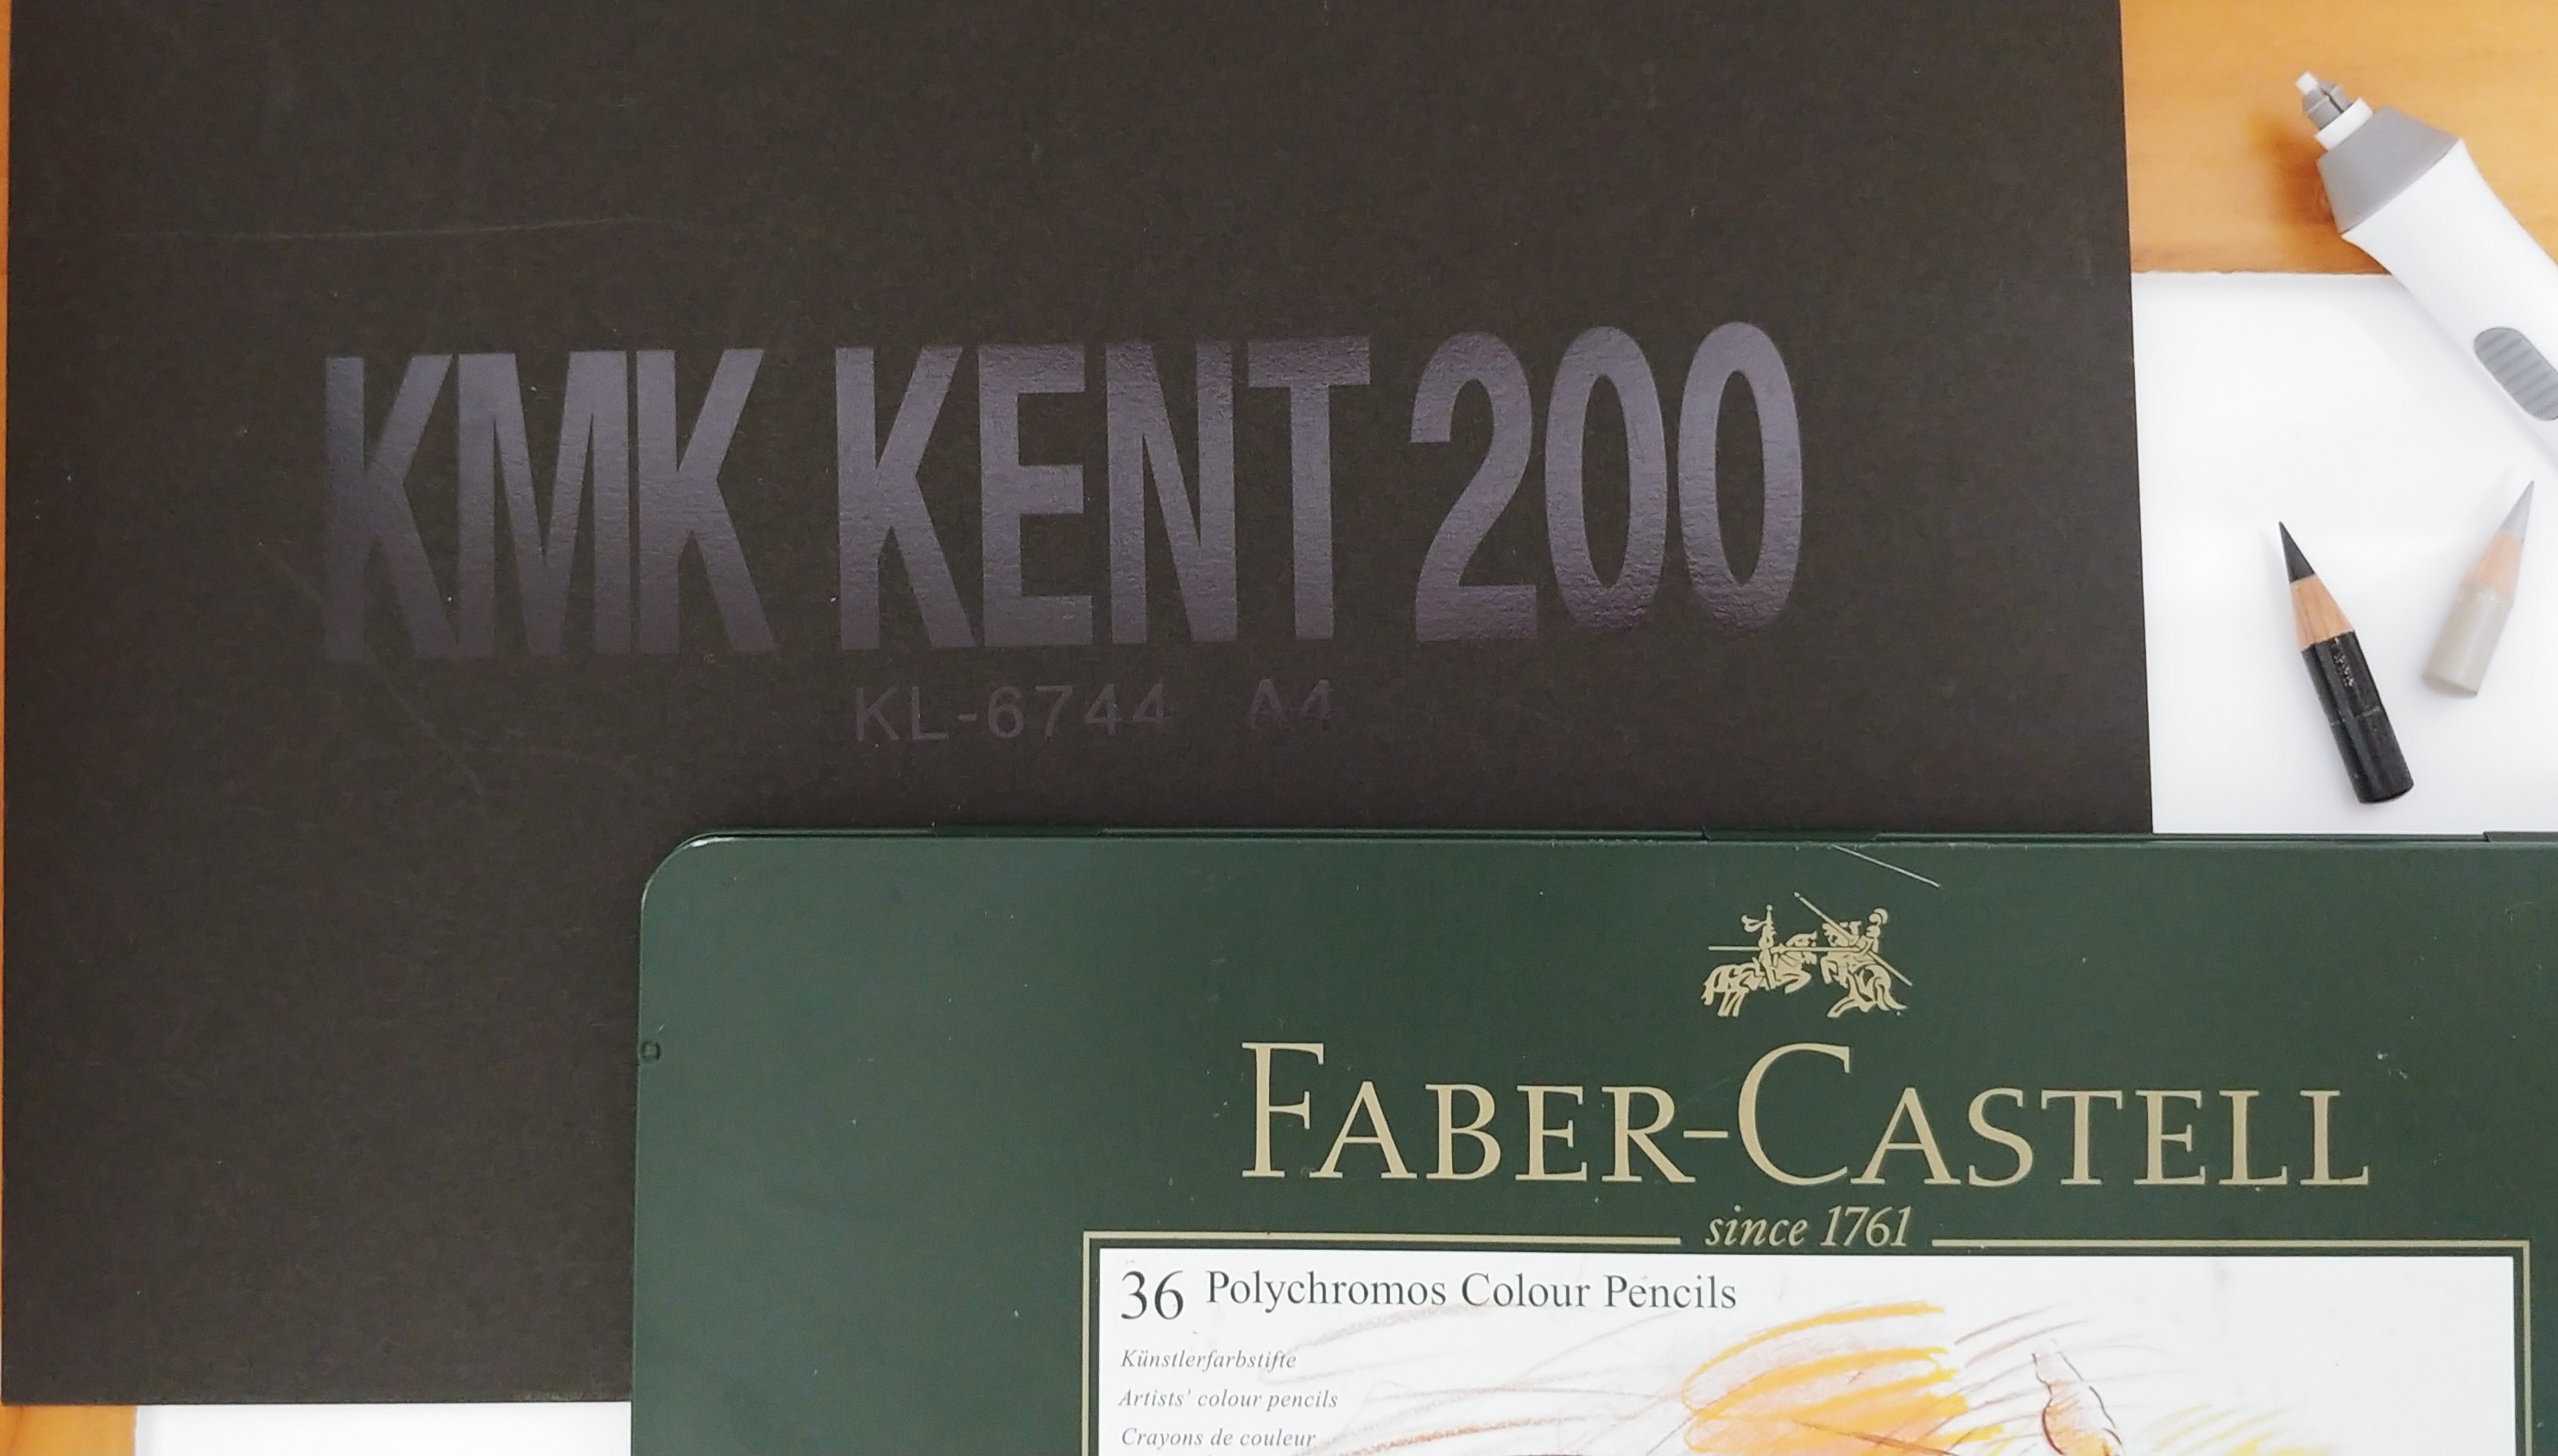 KMK KENT 200
KL-6744 A4
FABER-CASTELL
since 1761
36 Polychromos Colour Pencils
Künstlerfarbstifte
Artists' colour pencils
Crayons de couleur